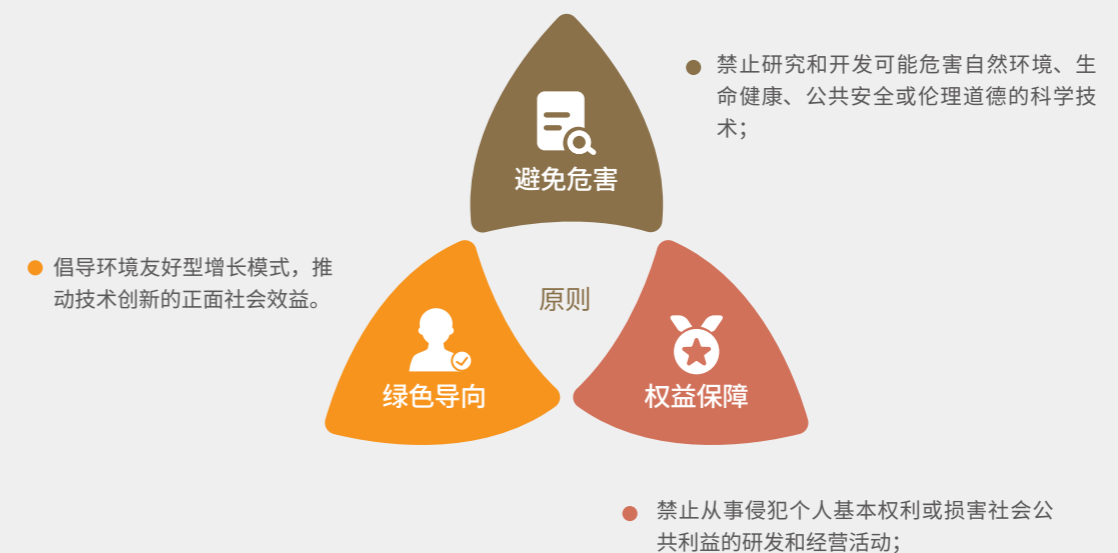 禁止研究和开发可能危害自然环境、生
命健康、公共安全或伦理道德的科学技
术；
避免危害
倡导环境友好型增长模式，推
动技术创新的正面社会效益。
原则
绿色导向
权益保障
禁止从事侵犯个人基本权利或损害社会公
共利益的研发和经营活动；